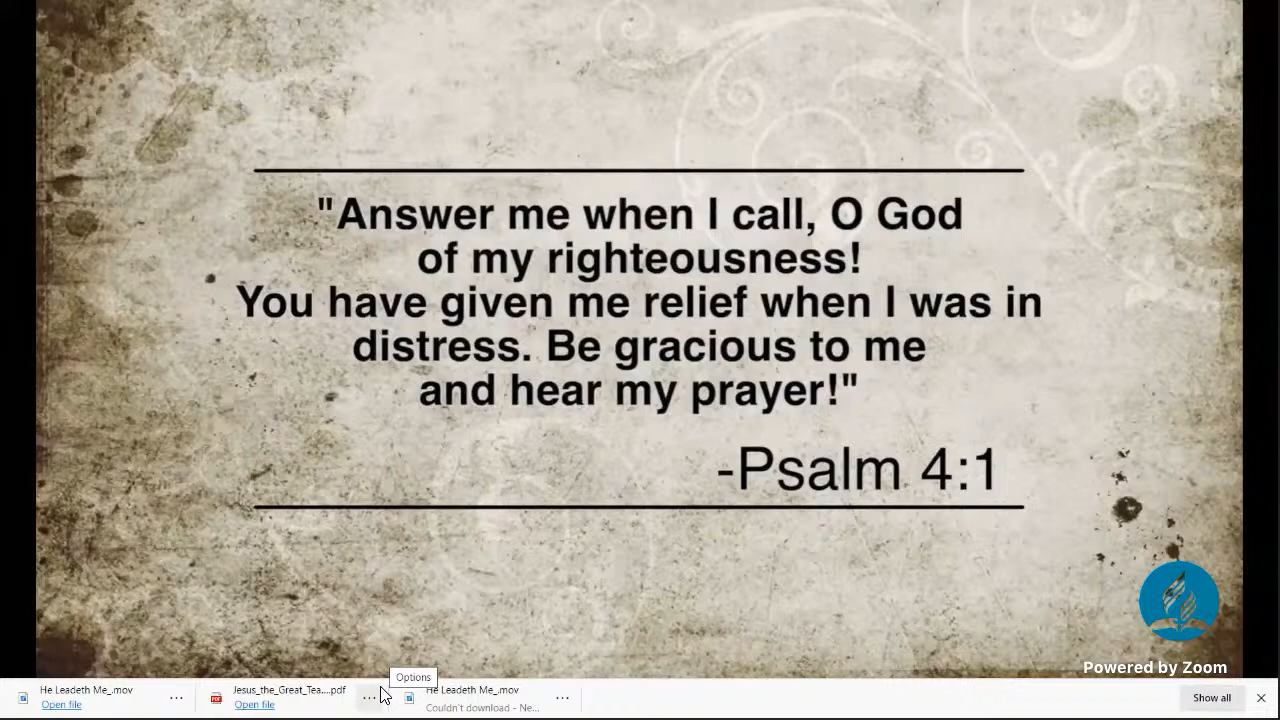 "Answer me when I call, O God
of my righteousness!
You have given me relief when I was in
distress. Be gracious to me
and hear my prayer!"
-Psalm 4:1
Powered by Zoom
Options
He Leadeth Me_.mov
Open file
Jesus_the_Great_Tea....pdf
Open file
He Leadeth Me_.mov
Couldn't download - Ne...
Show all